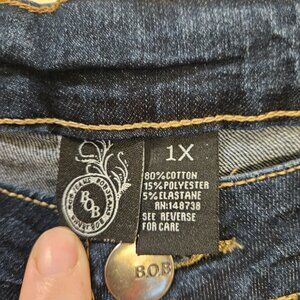 B.O.B
1X
80%COTTON
15%POLYESTER
5%ELASTANE
RN:148738
SEE REVERSE
FOR CARE
B.O.B